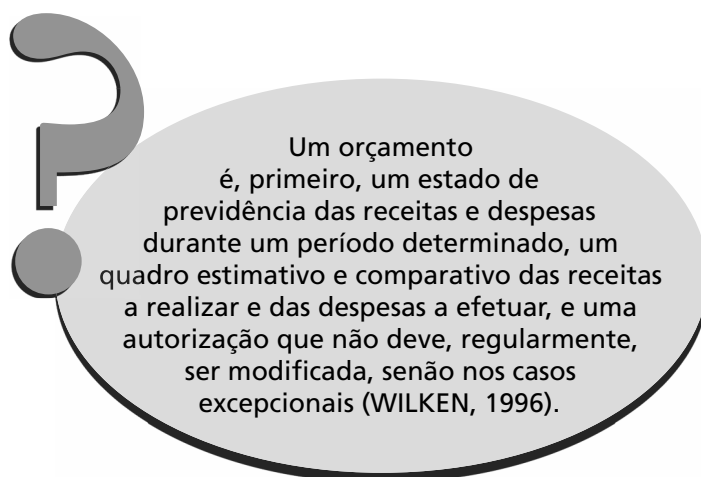 Um orçamento
é, primeiro, um estado de
previdência das receitas e despesas
durante um período determinado, um
quadro estimativo e comparativo das receitas
a realizar e das despesas a efetuar, e uma
autorização que não deve, regularmente,
ser modificada, senão nos casos
excepcionais (WILKEN, 1996).